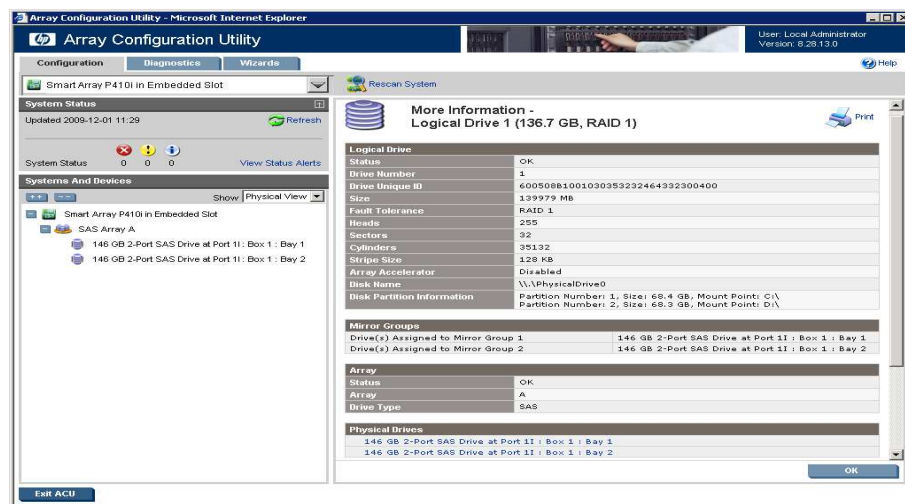 Array Configuration Utility - Microsoft Internet Explorer
hp Array Configuration Utility
User: Local Administrator
Version: 8.28.13.0
Configuration Diagnostics Wizards
Help
Smart Array P410i in Embedded Slot
Rescan System
System Status
Updated 2009-12-01 11:29
Refresh
System Status 0 0 0 View Status Alerts
Systems And Devices
Show Physical View
Smart Array P410i in Embedded Slot
SAS Array A
146 GB 2-Port SAS Drive at Port 1I : Box 1 : Bay 1
146 GB 2-Port SAS Drive at Port 1I : Box 1 : Bay 2
More Information -
Logical Drive 1 (136.7 GB, RAID 1)
Print
Logical Drive
Status OK
Drive Number 1
Drive Unique ID 600508B1001030353232464332300400
Size 139979 MB
Fault Tolerance RAID 1
Heads 255
Sectors 32
Cylinders 35132
Stripe Size 128 KB
Array Accelerator Disabled
Disk Name \\.\PhysicalDrive0
Disk Partition Information Partition Number: 1, Size: 68.4 GB, Mount Point: C:\
Partition Number: 2, Size: 68.3 GB, Mount Point: D:\
Mirror Groups
Drive(s) Assigned to Mirror Group 1 146 GB 2-Port SAS Drive at Port 1I : Box 1 : Bay 1
Drive(s) Assigned to Mirror Group 2 146 GB 2-Port SAS Drive at Port 1I : Box 1 : Bay 2
Array
Status OK
Array A
Drive Type SAS
Physical Drives
146 GB 2-Port SAS Drive at Port 1I : Box 1 : Bay 1
146 GB 2-Port SAS Drive at Port 1I : Box 1 : Bay 2
OK
Exit ACU